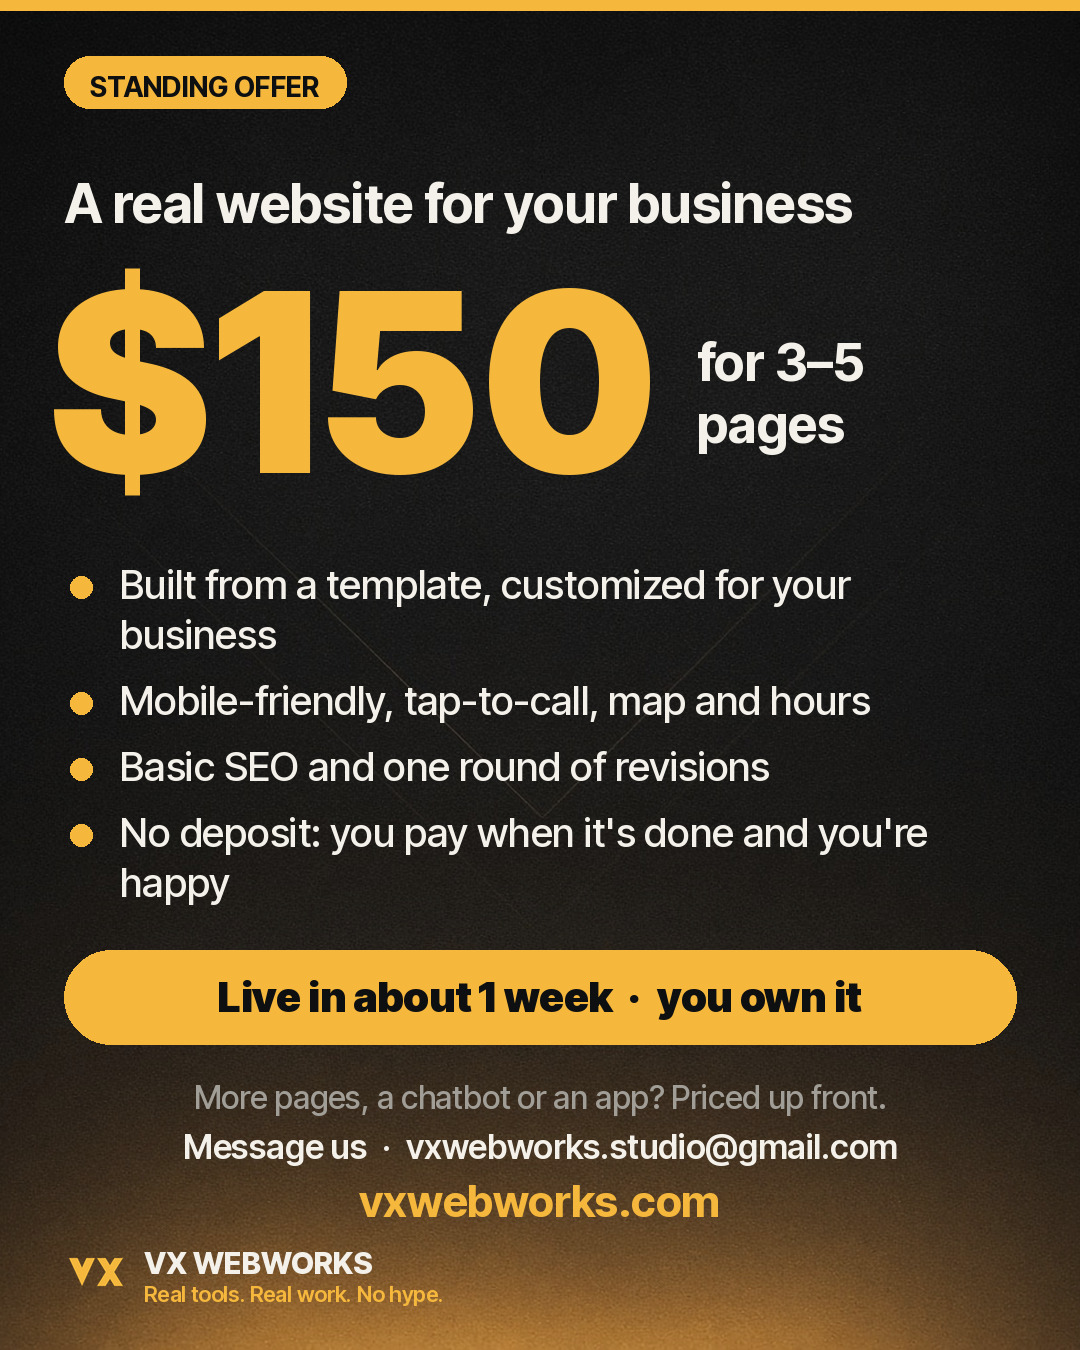 STANDING OFFER
A real website for your business
$150
for 3–5
pages
Built from a template, customized for your
business
Mobile-friendly, tap-to-call, map and hours
Basic SEO and one round of revisions
No deposit: you pay when it's done and you're
happy
Live in about 1 week · you own it
More pages, a chatbot or an app? Priced up front.
Message us · vxwebworks.studio@gmail.com
vxwebworks.com
VX VX WEBWORKS
Real tools. Real work. No hype.